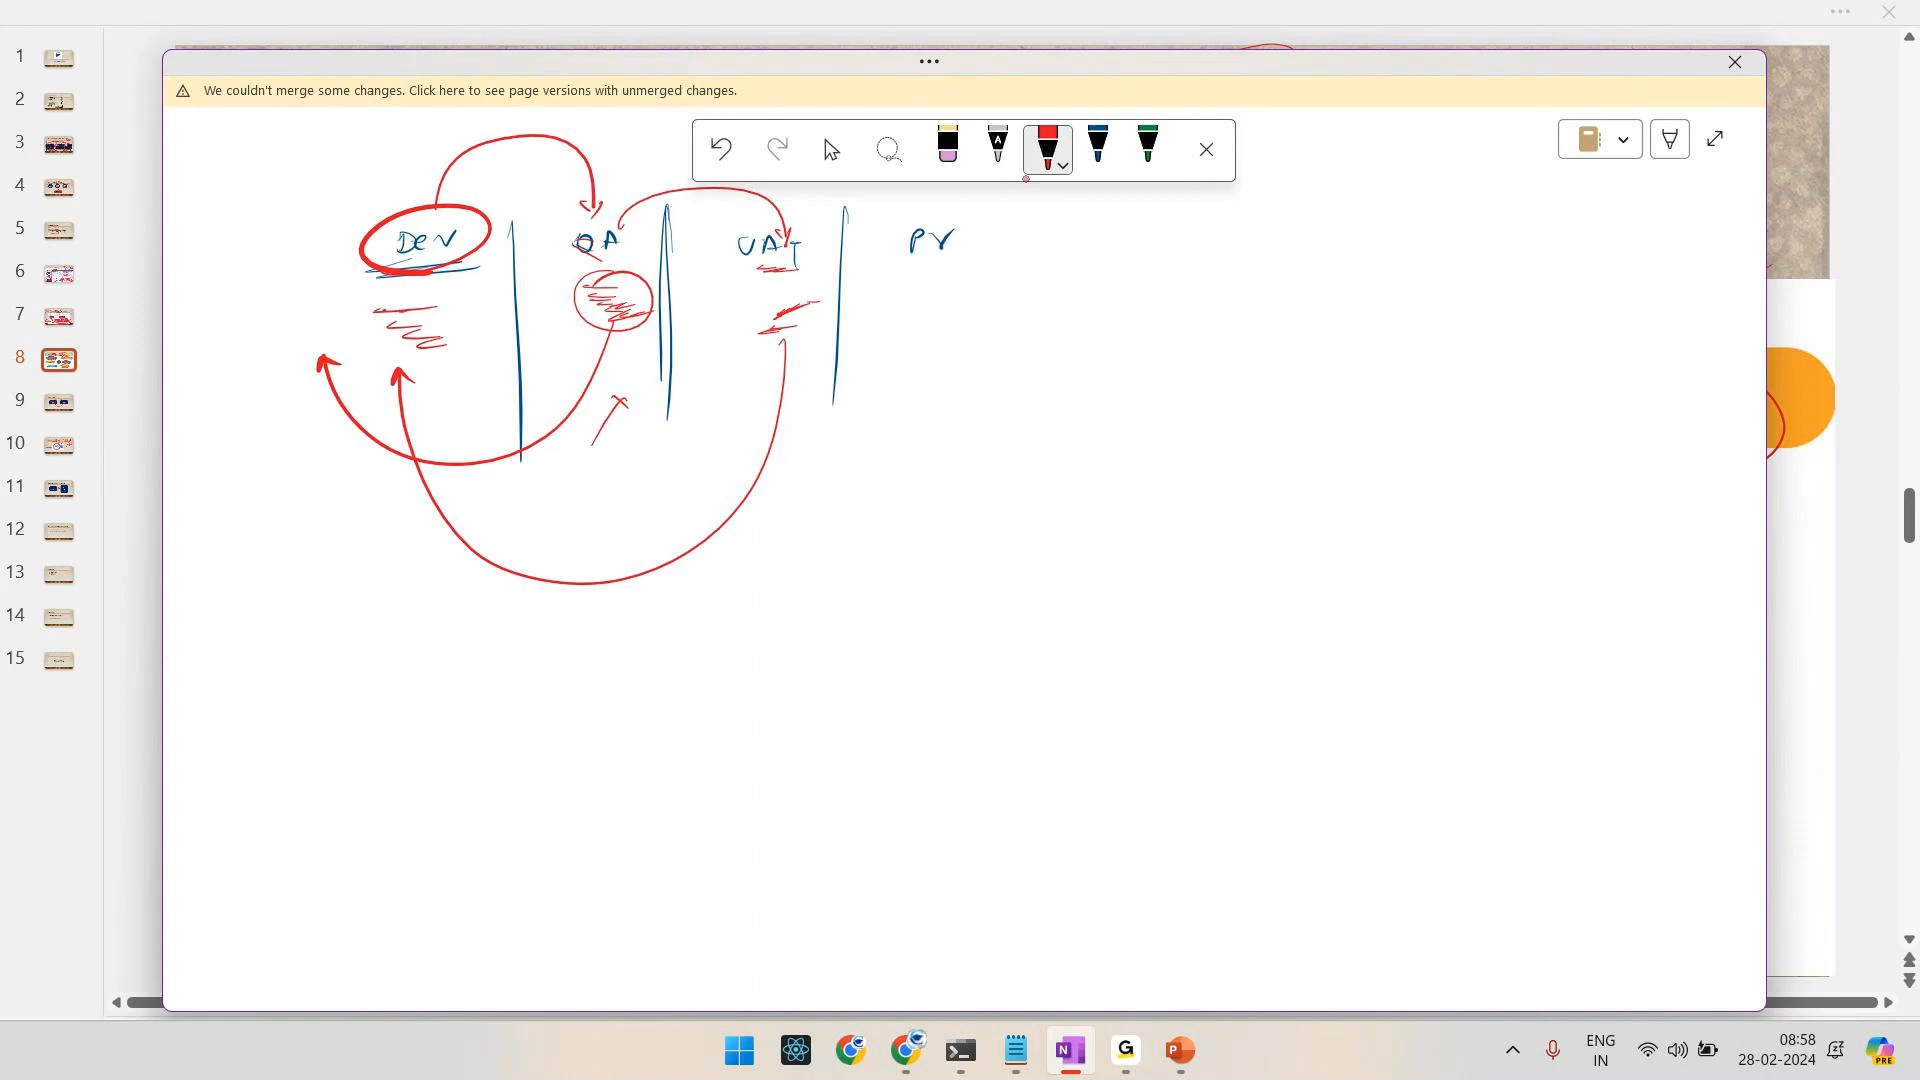 1
2
3
4
5
6
7
8
9
10
11
12
13
14
15
We couldn't merge some changes. Click here to see page versions with unmerged changes.
A
DEV QA UAT PR
ENG
IN
08:58
28-02-2024
N
G
P
PRE